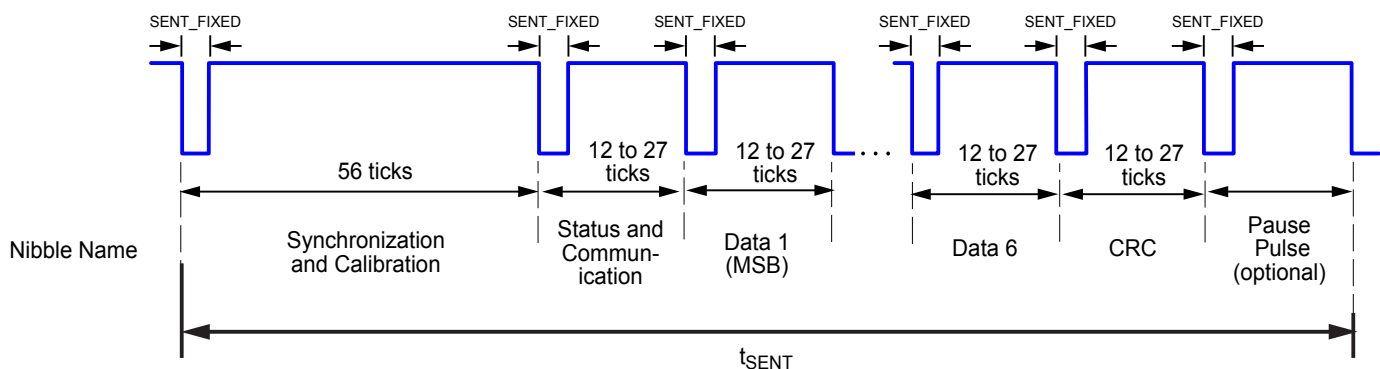 SENT_FIXED SENT_FIXED SENT_FIXED SENT_FIXED SENT_FIXED SENT_FIXED
56 ticks
12 to 27
ticks
12 to 27
ticks
12 to 27
ticks
12 to 27
ticks
Nibble Name
Synchronization
and Calibration
Status and
Commun-
ication
Data 1
(MSB)
Data 6
CRC
Pause
Pulse
(optional)
tSENT